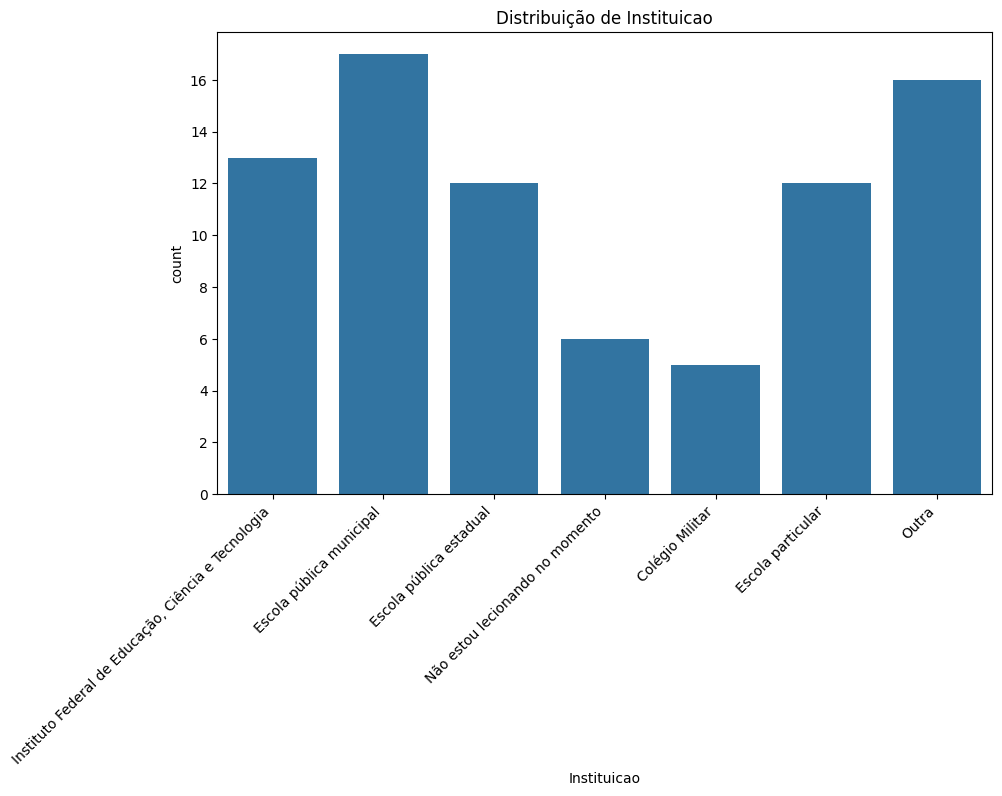 Distribuição de Instituicao
count
16
14
12
10
8
6
4
2
0
Instituto Federal de Educação, Ciência e Tecnologia
Escola pública municipal
Escola pública estadual
Não estou lecionando no momento
Colégio Militar
Escola particular
Outra
Instituicao